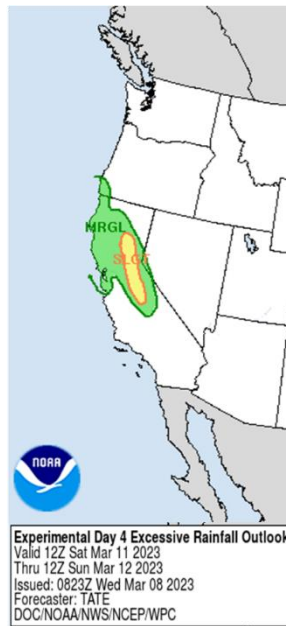 MRGL
SLGT
NOAA
Experimental Day 4 Excessive Rainfall Outlook
Valid 12Z Sat Mar 11 2023
Thru 12Z Sun Mar 12 2023
Issued: 0823Z Wed Mar 08 2023
Forecaster: TATE
DOC/NOAA/NWS/NCEP/WPC